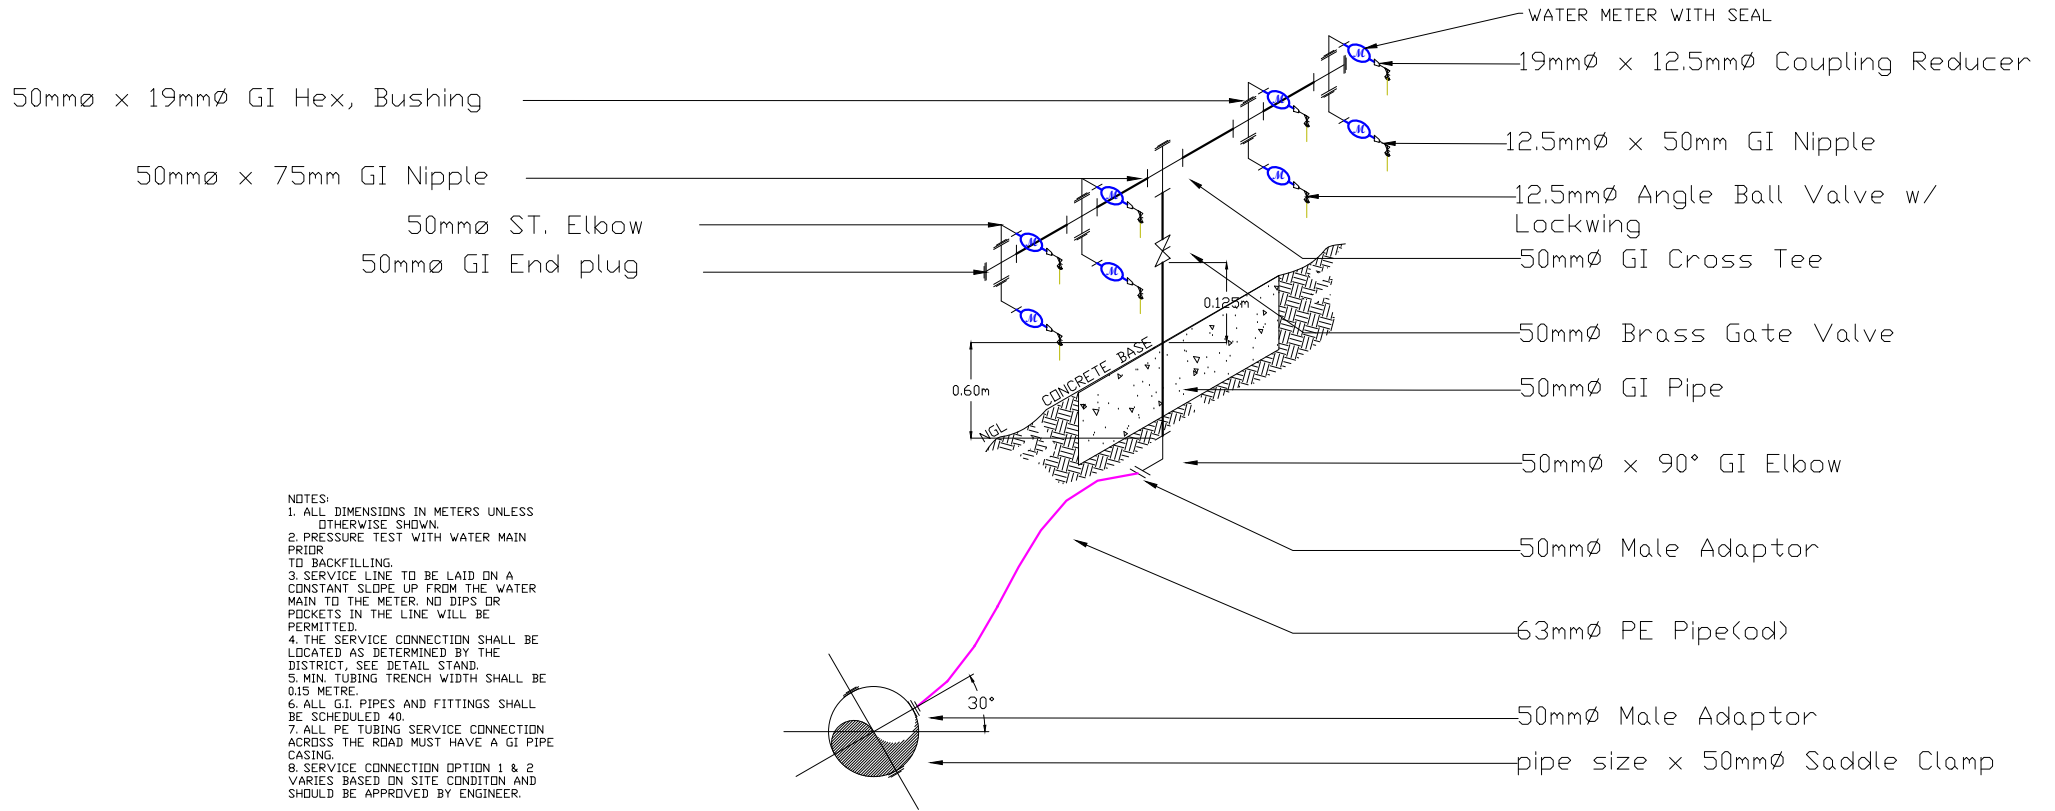 WATER METER WITH SEAL
19mmØ x 12.5mmØ Coupling Reducer
50mmø x 19mmØ GI Hex, Bushing
12.5mmØ x 50mm GI Nipple
50mmø x 75mm GI Nipple
12.5mmØ Angle Ball Valve w/
Lockwing
50mmø ST. Elbow
50mmø GI End plug
50mmØ GI Cross Tee
0.125m
50mmØ Brass Gate Valve
CONCRETE BASE
0.60m
50mmØ GI Pipe
NGL
50mmØ x 90° GI Elbow
50mmØ Male Adaptor
63mmØ PE Pipe(od)
30°
50mmØ Male Adaptor
pipe size x 50mmØ Saddle Clamp
M
M
M
M
M
M
M
M
NOTES:
1. ALL DIMENSIONS IN METERS UNLESS
OTHERWISE SHOWN.
2. PRESSURE TEST WITH WATER MAIN
PRIOR
TO BACKFILLING.
3. SERVICE LINE TO BE LAID ON A
CONSTANT SLOPE UP FROM THE WATER
MAIN TO THE METER. NO DIPS OR
POCKETS IN THE LINE WILL BE
PERMITTED.
4. THE SERVICE CONNECTION SHALL BE
LOCATED AS DETERMINED BY THE
DISTRICT, SEE DETAIL STAND.
5. MIN. TUBING TRENCH WIDTH SHALL BE
0.15 METRE.
6. ALL G.I. PIPES AND FITTINGS SHALL
BE SCHEDULED 40.
7. ALL PE TUBING SERVICE CONNECTION
ACROSS THE ROAD MUST HAVE A GI PIPE
CASING.
8. SERVICE CONNECTION OPTION 1 & 2
VARIES BASED ON SITE CONDITON AND
SHOULD BE APPROVED BY ENGINEER.